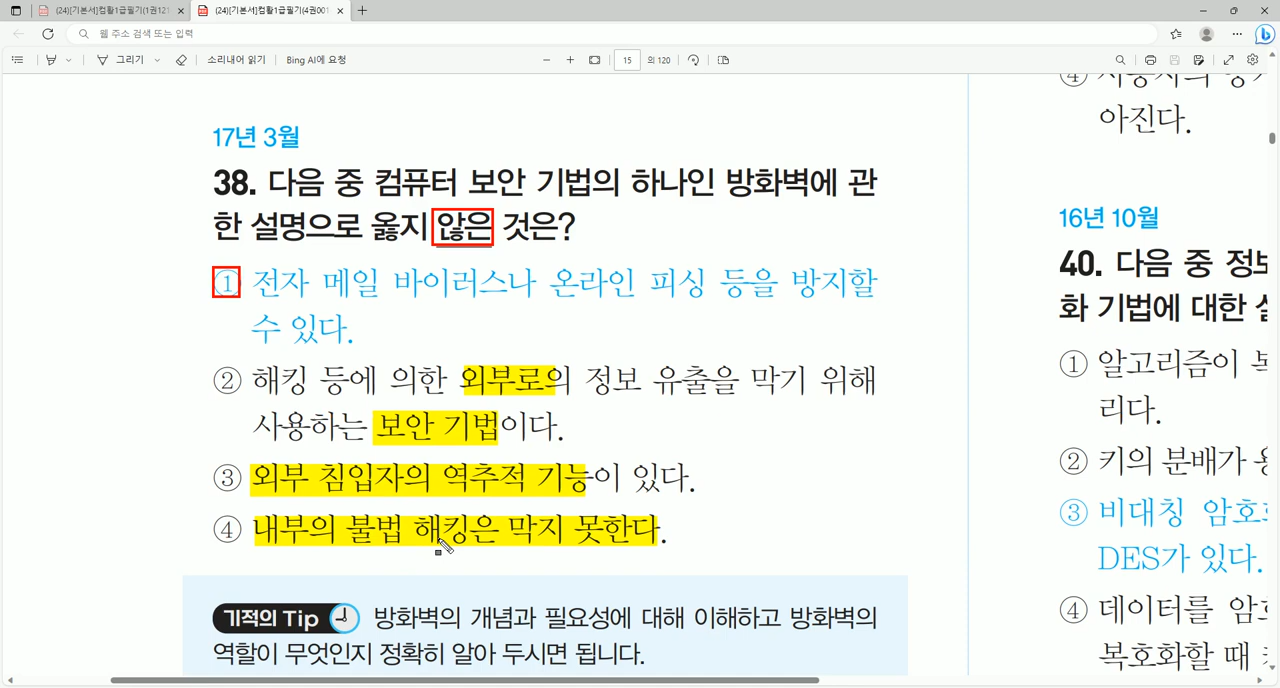 (24)[기본서]컴활1급필기(1권121
(24)[기본서]컴활1급필기(4권001
웹 주소 검색 또는 입력
그리기
소리내어 읽기
Bing AI에 요청
15
의 120
17년 3월
38. 다음 중 컴퓨터 보안 기법의 하나인 방화벽에 관
한 설명으로 옳지 않은 것은?
① 전자 메일 바이러스나 온라인 피싱 등을 방지할
수 있다.
② 해킹 등에 의한 외부로의 정보 유출을 막기 위해
사용하는 보안 기법이다.
③ 외부 침입자의 역추적 기능이 있다.
④ 내부의 불법 해킹은 막지 못한다.
기적의 Tip 방화벽의 개념과 필요성에 대해 이해하고 방화벽의
역할이 무엇인지 정확히 알아 두시면 됩니다.
④
아진다.
16년 10월
40. 다음 중 정보
화 기법에 대한 설
① 알고리즘이 복
리다.
② 키의 분배가 용
③ 비대칭 암호
DES가 있다.
④ 데이터를 암
복호화할 때